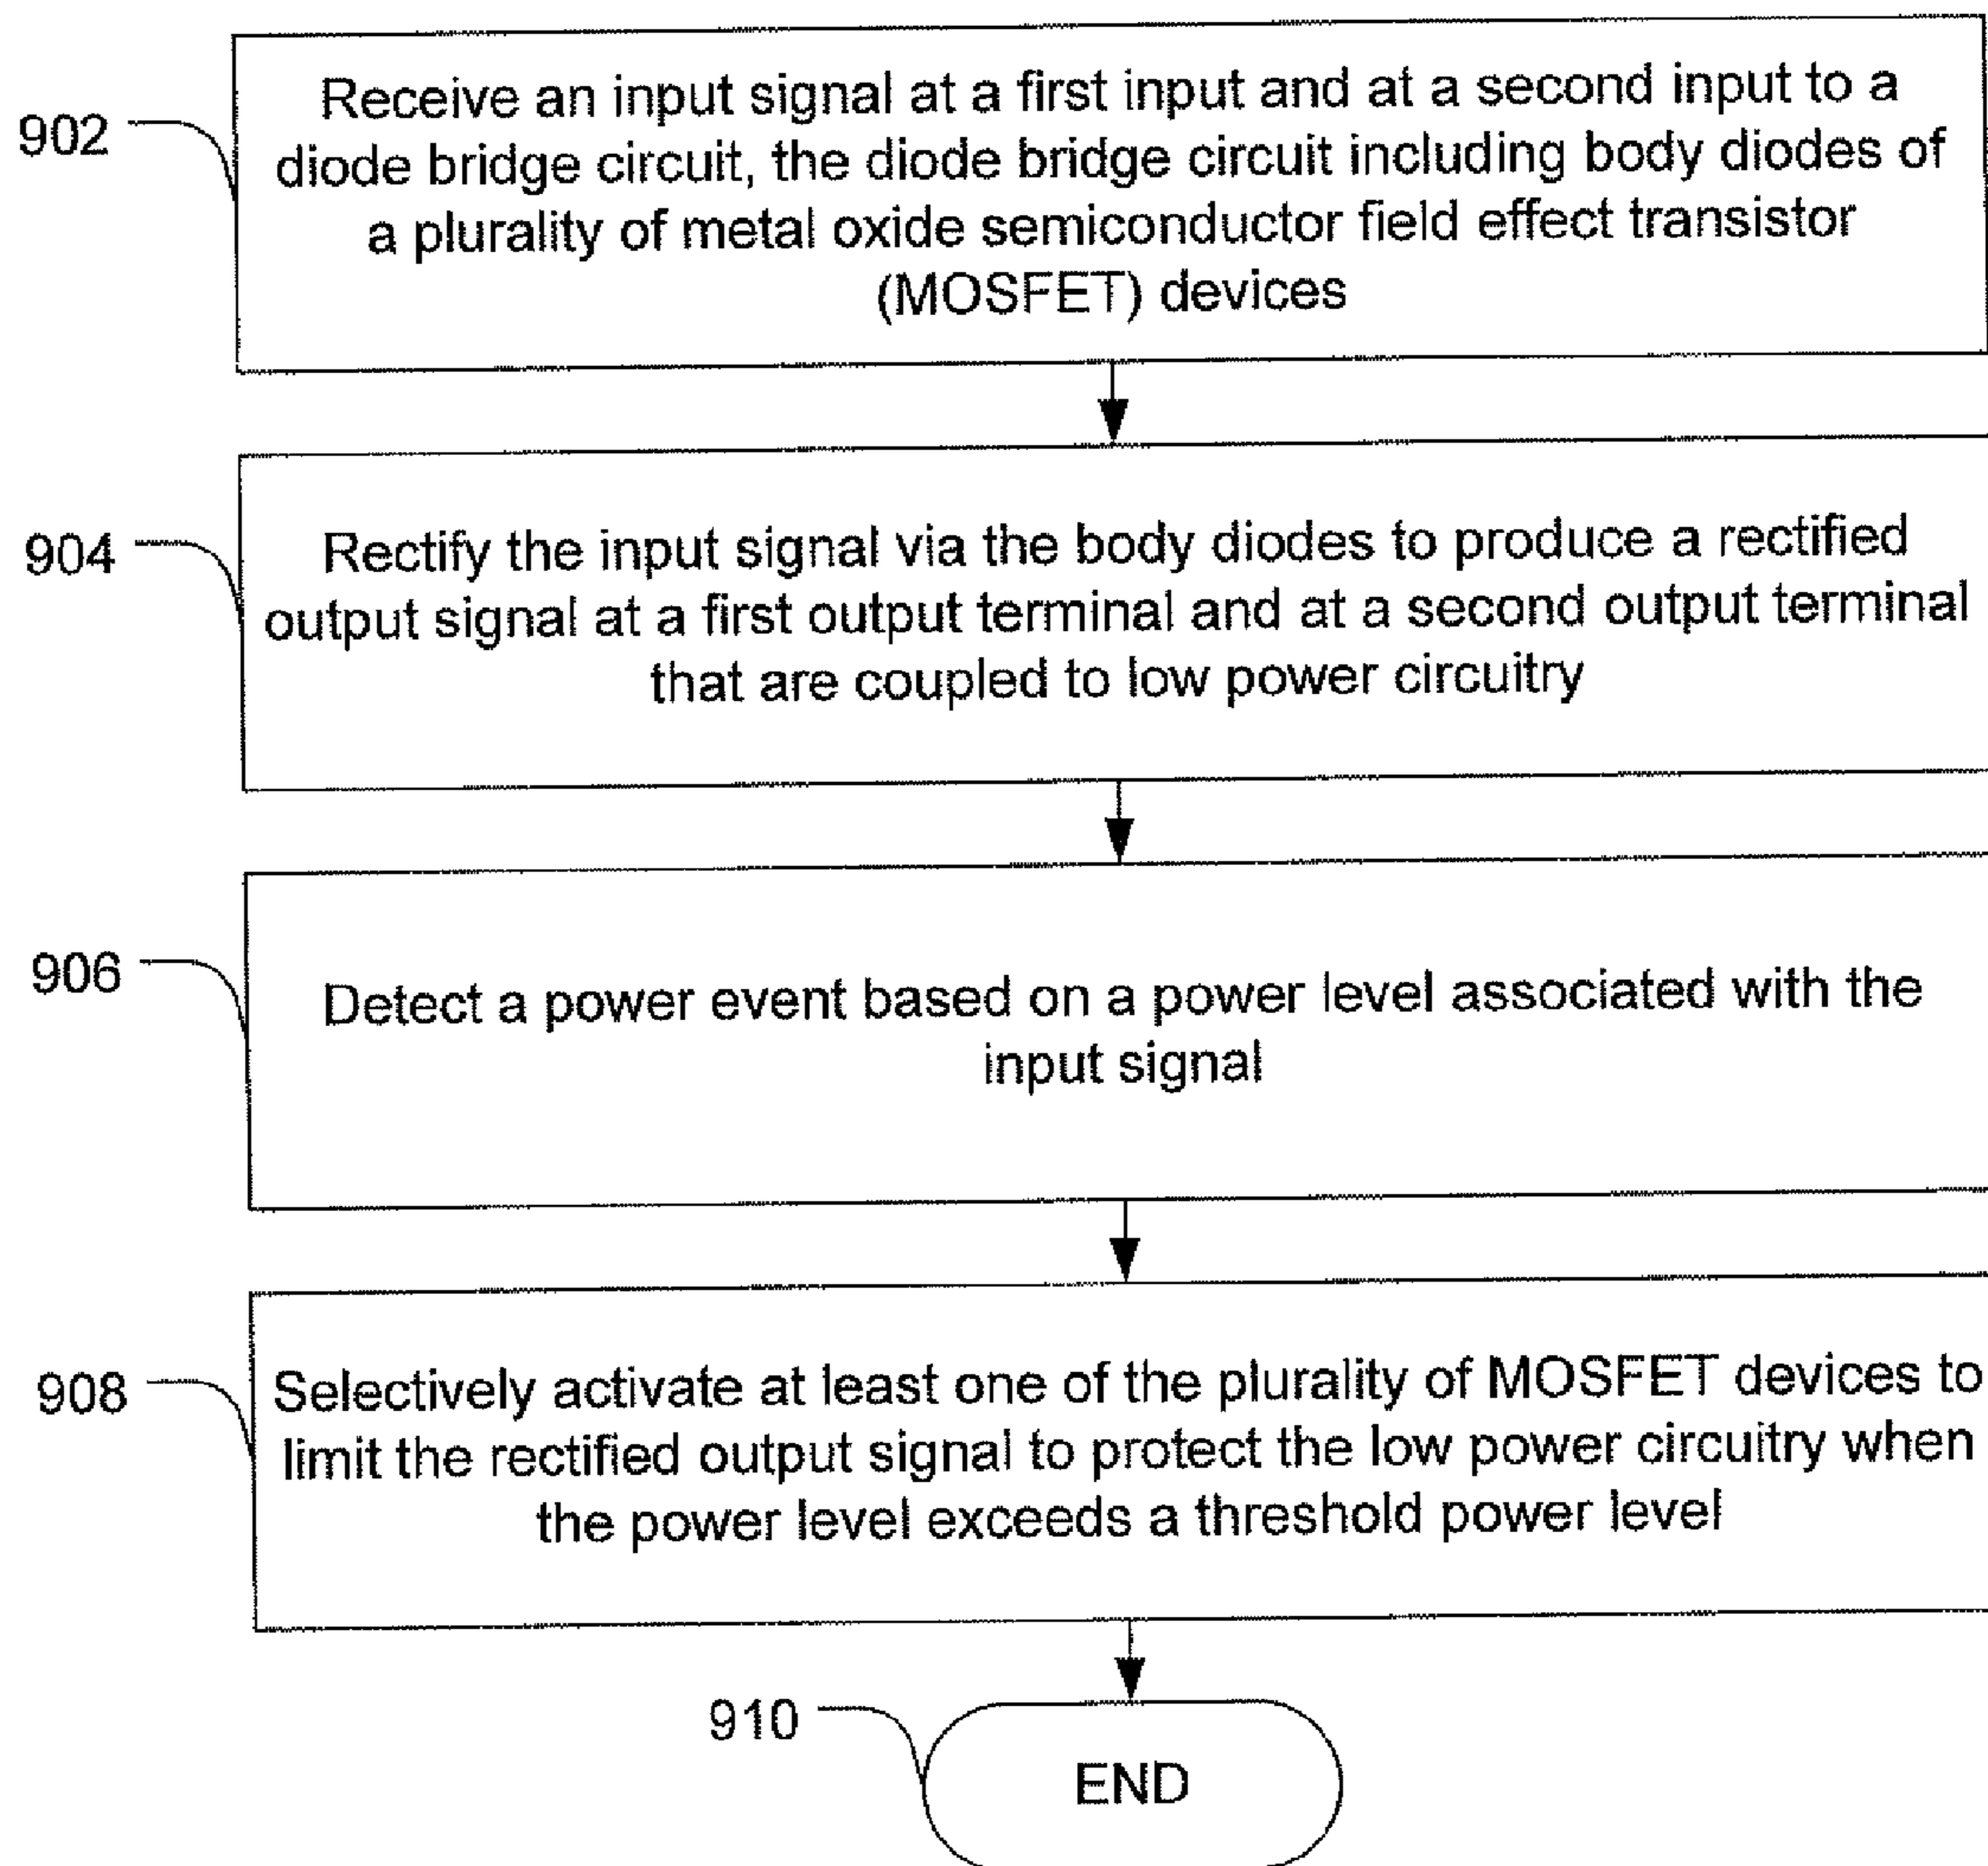 902
Receive an input signal at a first input and at a second input to a
diode bridge circuit, the diode bridge circuit including body diodes of
a plurality of metal oxide semiconductor field effect transistor
(MOSFET) devices
904
Rectify the input signal via the body diodes to produce a rectified
output signal at a first output terminal and at a second output terminal
that are coupled to low power circuitry
906
Detect a power event based on a power level associated with the
input signal
908
Selectively activate at least one of the plurality of MOSFET devices to
limit the rectified output signal to protect the low power circuitry when
the power level exceeds a threshold power level
910
END